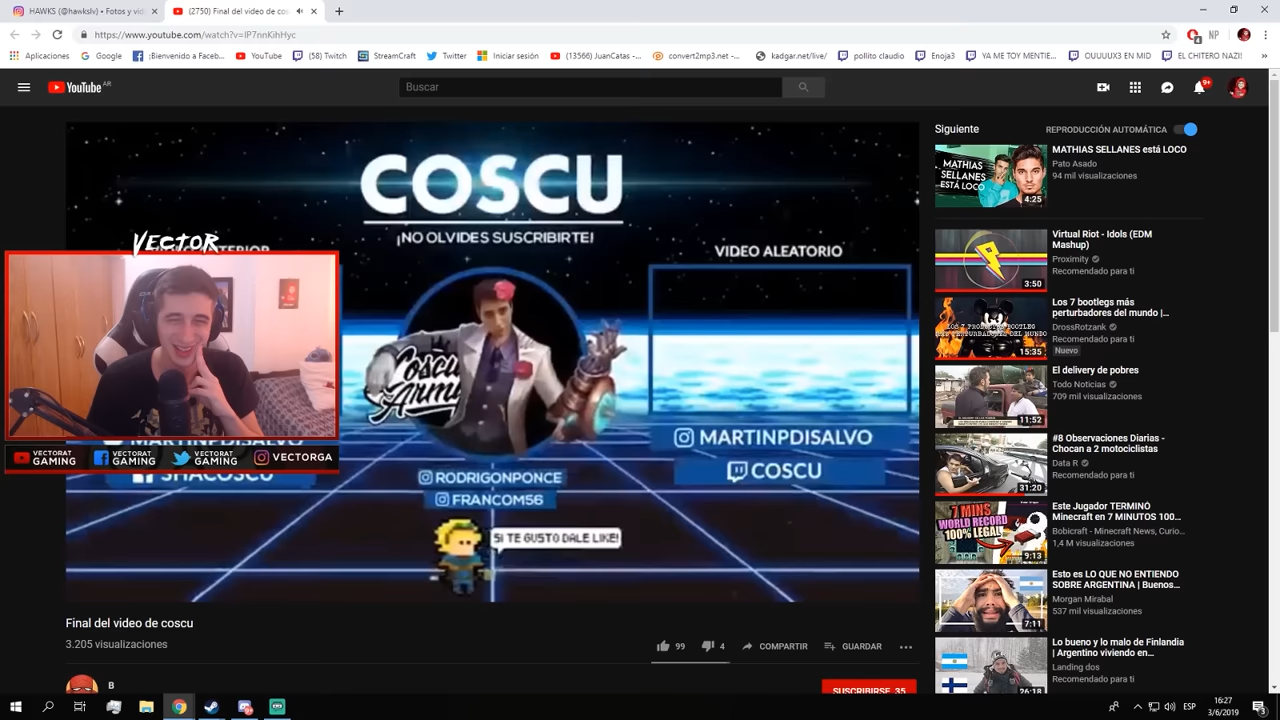 HAWKS (@hawkslv) • Fotos y vid
(2750) Final del video de cos
https://www.youtube.com/watch?v=IP7nnKihHyc
NP
Aplicaciones
Google
¡Bienvenido a Faceb...
YouTube
(58) Twitch
StreamCraft
Twitter
Iniciar sesión
(13566) JuanCatas -...
convert2mp3.net -...
kadgar.net/live/
pollito claudio
Enoja3
YA ME TOY MENTIE...
OUUUUX3 EN MID
EL CHITERO NAZI!
YouTube AR
Buscar
9+
COSCU
¡NO OLVIDES SUSCRIBIRTE!
VIDEO ALEATORIO
VECTOR
Coscu
Army
MARTINPDISALVO
COSCU
RODRIGONPONCE
FRANCOM56
SI TE GUSTO DALE LIKE!
VECTORAT GAMING
VECTORAT GAMING
VECTORAT GAMING
VECTORGA
Final del video de coscu
3.205 visualizaciones
99
4
COMPARTIR
GUARDAR
B
SUSCRIBIRSE 35
Siguiente
REPRODUCCIÓN AUTOMÁTICA
MATHIAS
SELLANES
ESTÁ LOCO
4:25
MATHIAS SELLANES está LOCO
Pato Asado
94 mil visualizaciones
3:50
Virtual Riot - Idols (EDM
Mashup)
Proximity
Recomendado para ti
15:35
Los 7 bootlegs más
perturbadores del mundo |...
DrossRotzank
Recomendado para ti
Nuevo
11:52
El delivery de pobres
Todo Noticias
709 mil visualizaciones
31:20
#8 Observaciones Diarias -
Chocan a 2 motociclistas
Data R
Recomendado para ti
7 MINS
WORLD RECORD
100% LEGAL
9:13
Este Jugador TERMINÓ
Minecraft en 7 MINUTOS 100...
Bobicraft - Minecraft News, Curio...
1,4 M visualizaciones
7:11
Esto es LO QUE NO ENTIENDO
SOBRE ARGENTINA | Buenos...
Morgan Mirabal
537 mil visualizaciones
26:18
Lo bueno y lo malo de Finlandia
| Argentino viviendo en...
Landing dos
Recomendado para ti
ESP
16:27
3/6/2019
3